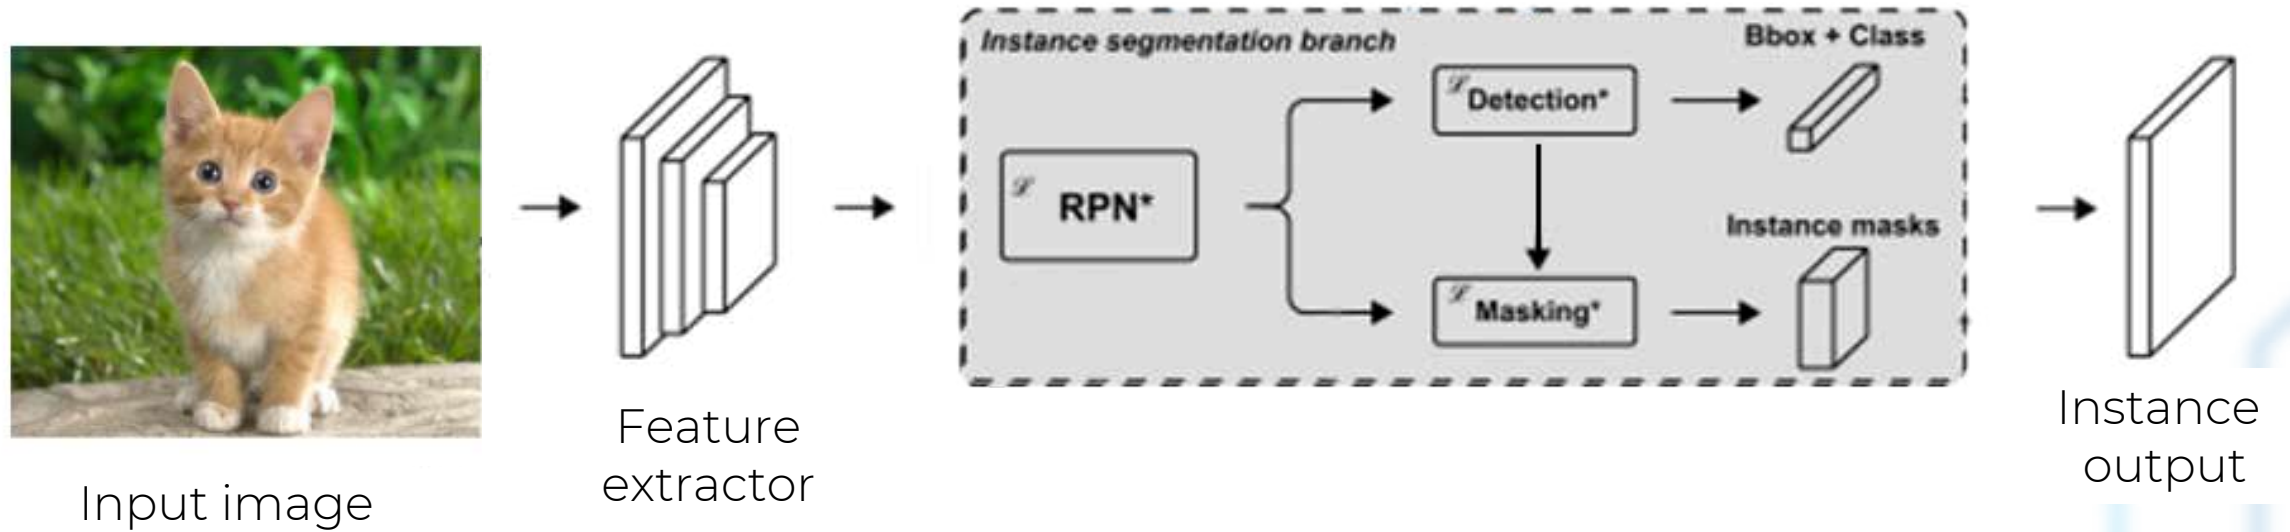 Instance segmentation branch
Bbox + Class
ℒ Detection*
ℒ RPN*
Instance masks
ℒ Masking*
Input image
Feature
extractor
Instance
output